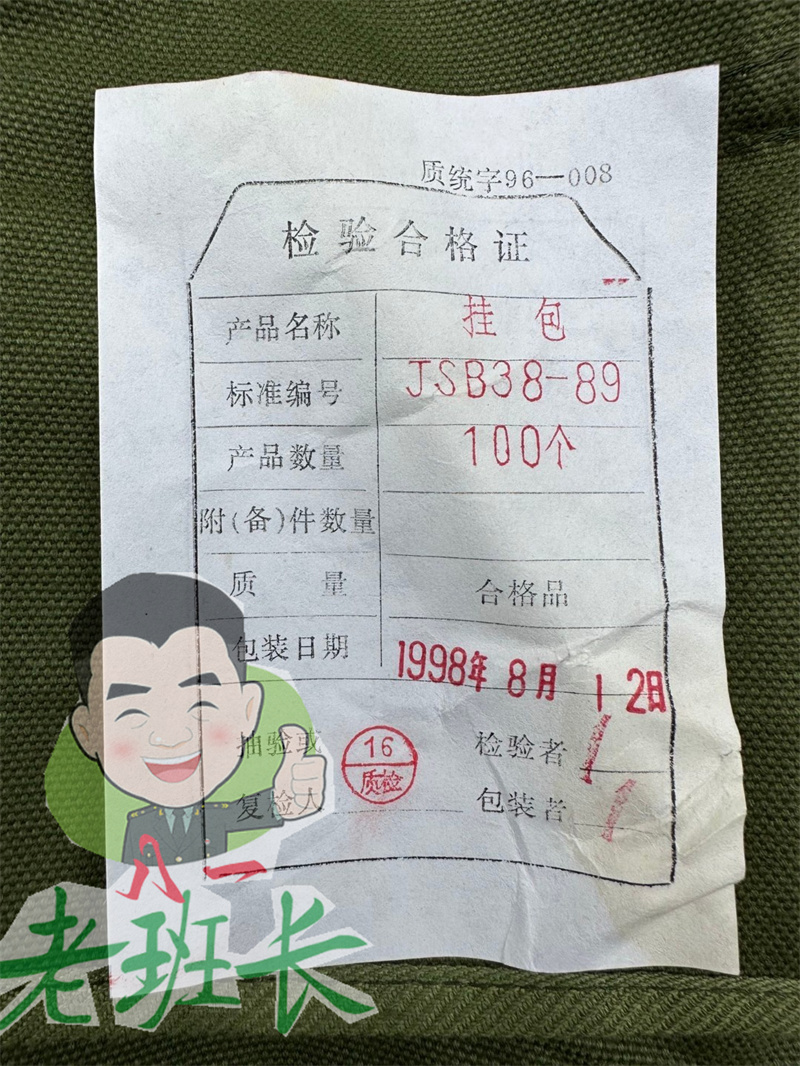 质统字96—008
检验合格证
产品名称 挂包
标准编号 JSB38-89
产品数量 100个
附(备)件数量
质量 合格品
包装日期 1998年8月12日
抽验或 16 检验者 1
复检人 质检 包装者 1
八一
老班长